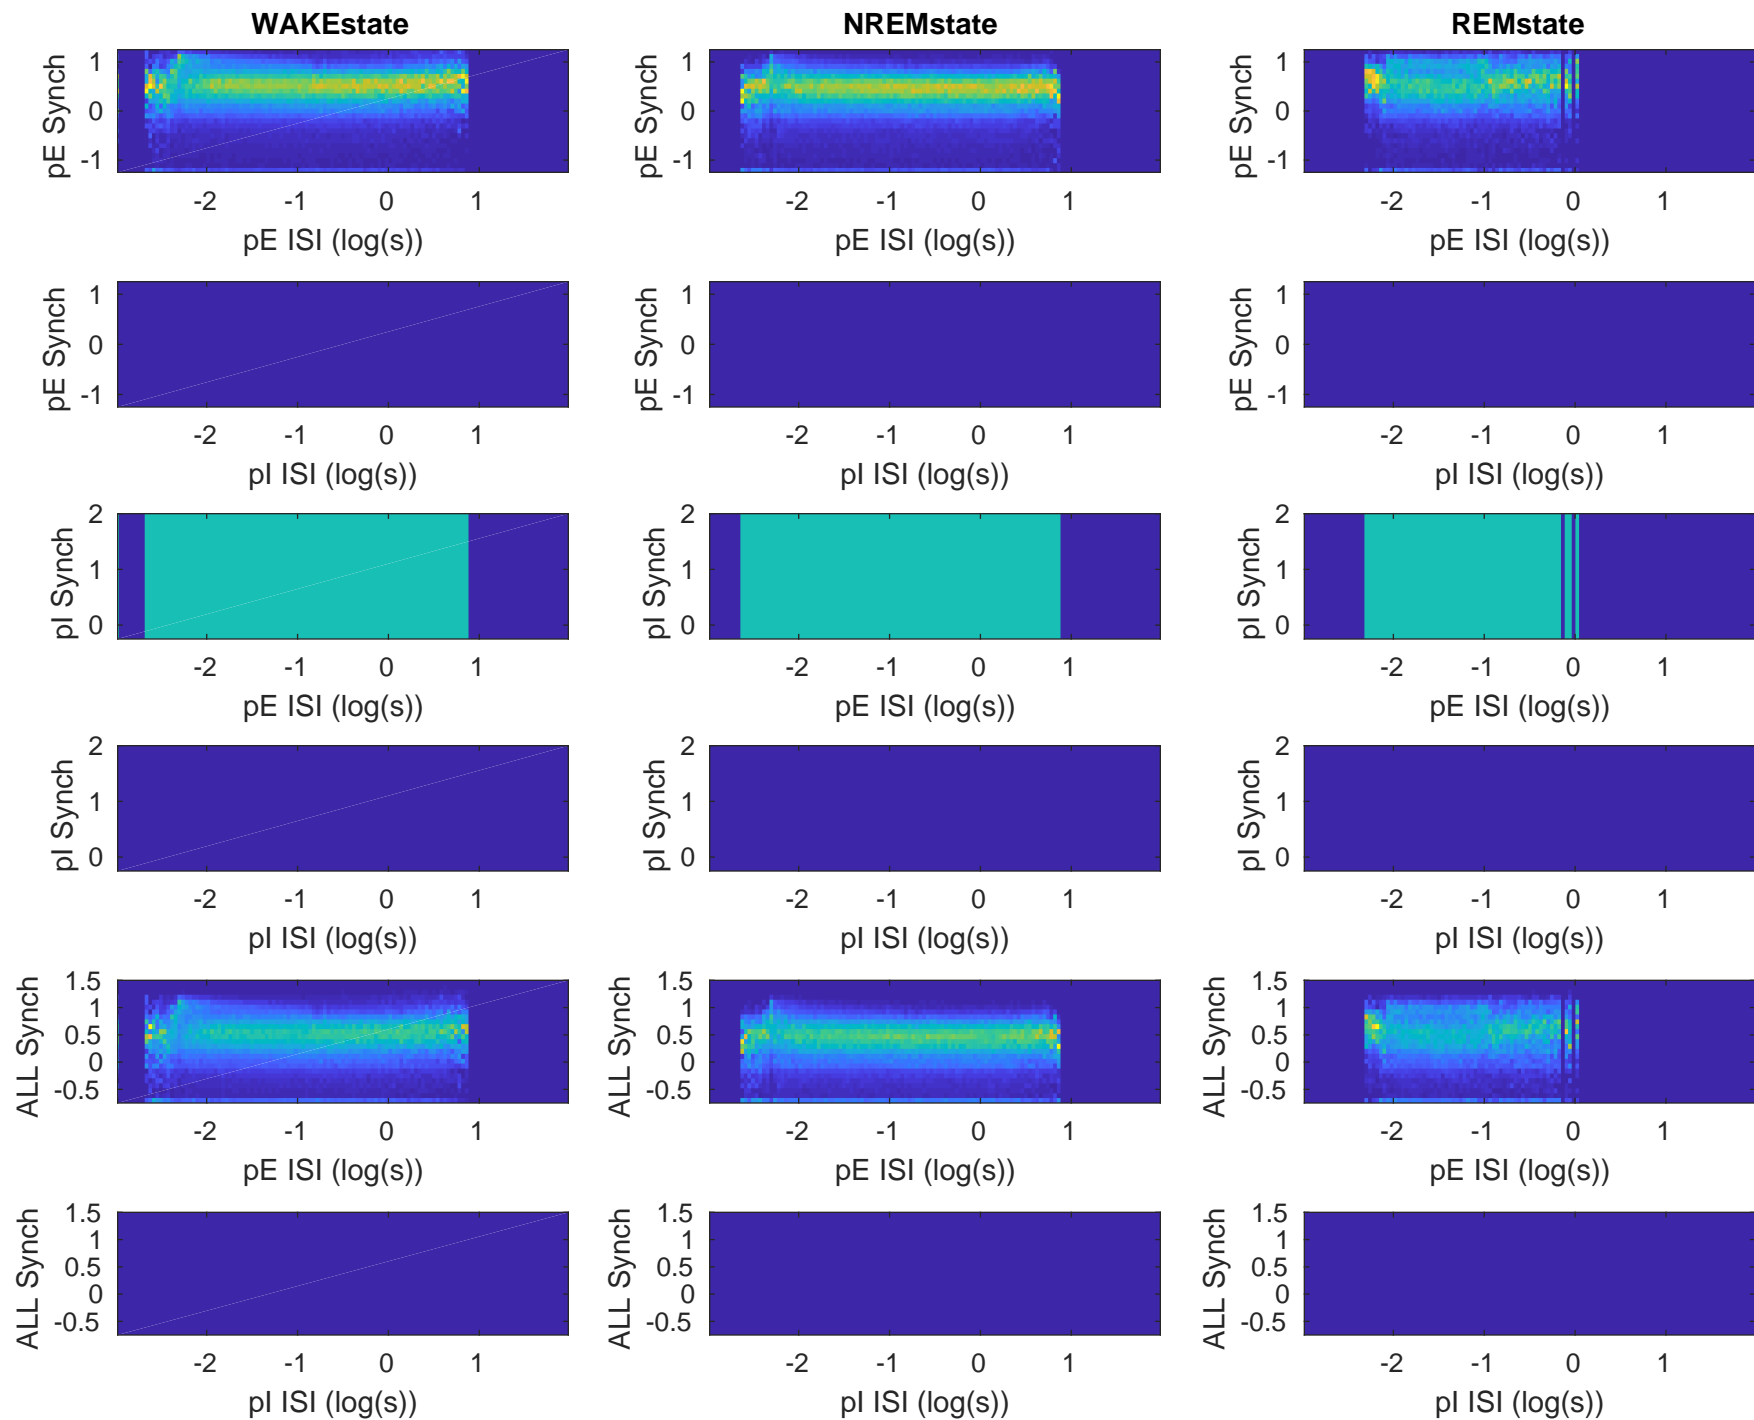 WAKEstate NREMstate REMstate
pE Synch 1 0 -1 pE Synch 1 0 -1 pE Synch 1 0 -1
-2 -1 0 1 -2 -1 0 1 -2 -1 0 1
pE ISI (log(s)) pE ISI (log(s)) pE ISI (log(s))
pE Synch 1 0 -1 pE Synch 1 0 -1 pE Synch 1 0 -1
-2 -1 0 1 -2 -1 0 1 -2 -1 0 1
pI ISI (log(s)) pI ISI (log(s)) pI ISI (log(s))
pI Synch 2 1 0 pI Synch 2 1 0 pI Synch 2 1 0
-2 -1 0 1 -2 -1 0 1 -2 -1 0 1
pE ISI (log(s)) pE ISI (log(s)) pE ISI (log(s))
pI Synch 2 1 0 pI Synch 2 1 0 pI Synch 2 1 0
-2 -1 0 1 -2 -1 0 1 -2 -1 0 1
pI ISI (log(s)) pI ISI (log(s)) pI ISI (log(s))
ALL Synch 1.5 1 0.5 0 -0.5 ALL Synch 1.5 1 0.5 0 -0.5 ALL Synch 1.5 1 0.5 0 -0.5
-2 -1 0 1 -2 -1 0 1 -2 -1 0 1
pE ISI (log(s)) pE ISI (log(s)) pE ISI (log(s))
ALL Synch 1.5 1 0.5 0 -0.5 ALL Synch 1.5 1 0.5 0 -0.5 ALL Synch 1.5 1 0.5 0 -0.5
-2 -1 0 1 -2 -1 0 1 -2 -1 0 1
pI ISI (log(s)) pI ISI (log(s)) pI ISI (log(s))